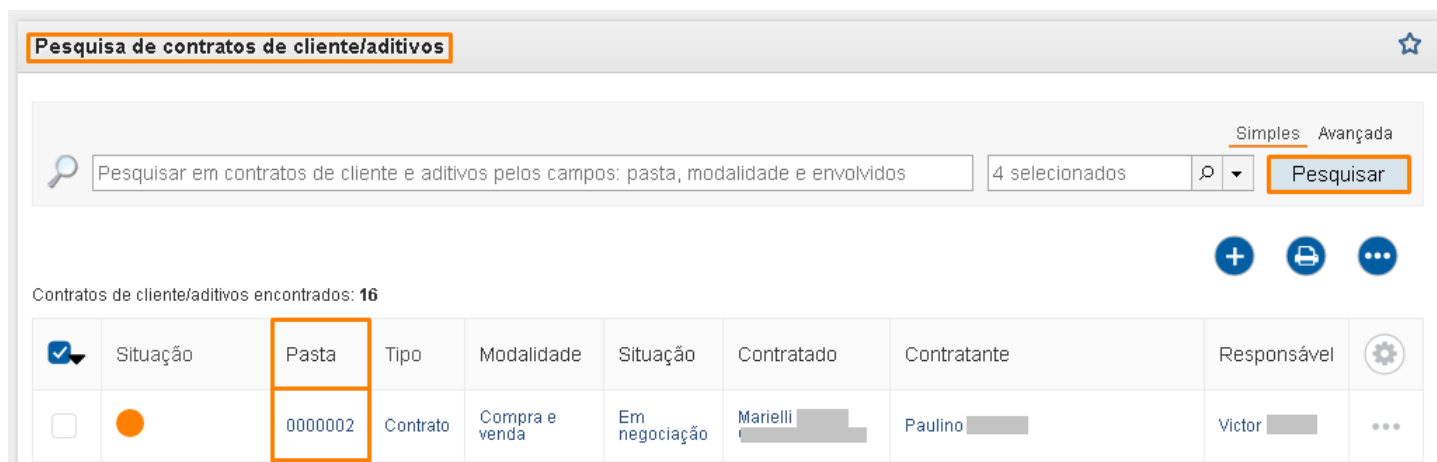 Pesquisa de contratos de cliente/aditivos
Simples Avançada
Pesquisar em contratos de cliente e aditivos pelos campos: pasta, modalidade e envolvidos 4 selecionados Pesquisar
Contratos de cliente/aditivos encontrados: 16
Situação Pasta Tipo Modalidade Situação Contratado Contratante Responsável
0000002 Contrato Compra e venda Em negociação Marielli Paulino Victor